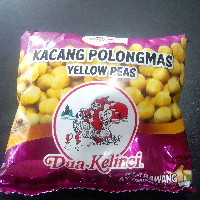 KACANG POLONGMAS
YELLOW PEAS
Dua Kelinci